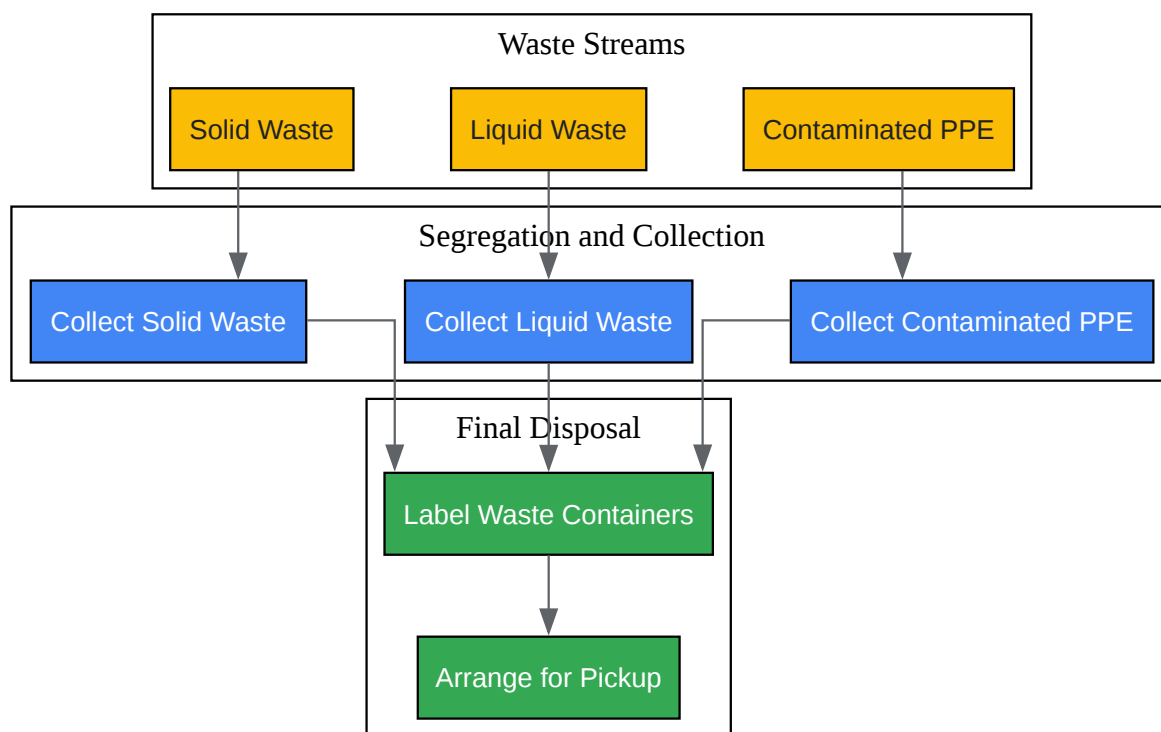 Waste Streams
Solid Waste
Liquid Waste
Contaminated PPE
Segregation and Collection
Collect Solid Waste
Collect Liquid Waste
Collect Contaminated PPE
Final Disposal
Label Waste Containers
Arrange for Pickup